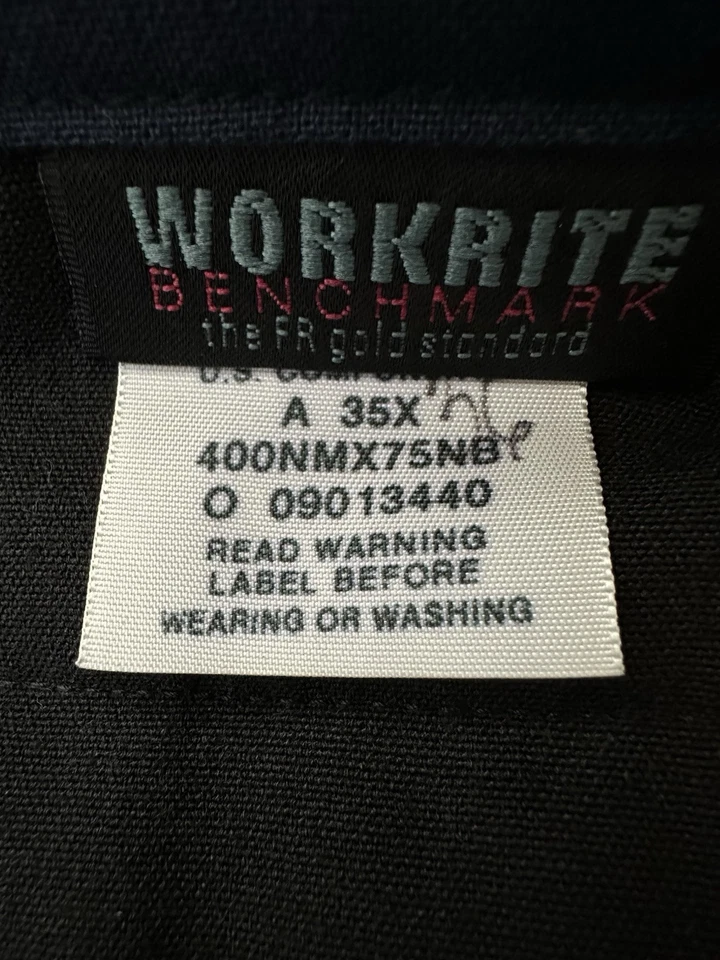 WORKRITE
BENCHMARK
the FR gold standard
U.S.
A 35X
400NMX75NB
O 09013440
READ WARNING
LABEL BEFORE
WEARING OR WASHING